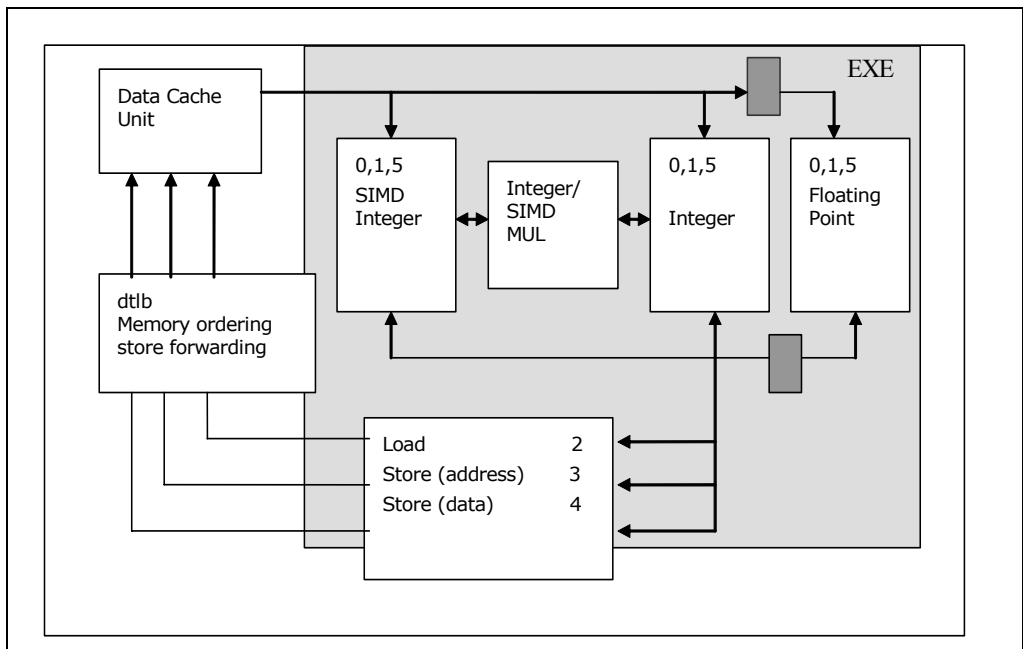 EXE
Data Cache
Unit
0,1,5
SIMD
Integer
Integer/
SIMD
MUL
0,1,5
Integer
0,1,5
Floating
Point
dtlb
Memory ordering
store forwarding
Load 2
Store (address) 3
Store (data) 4